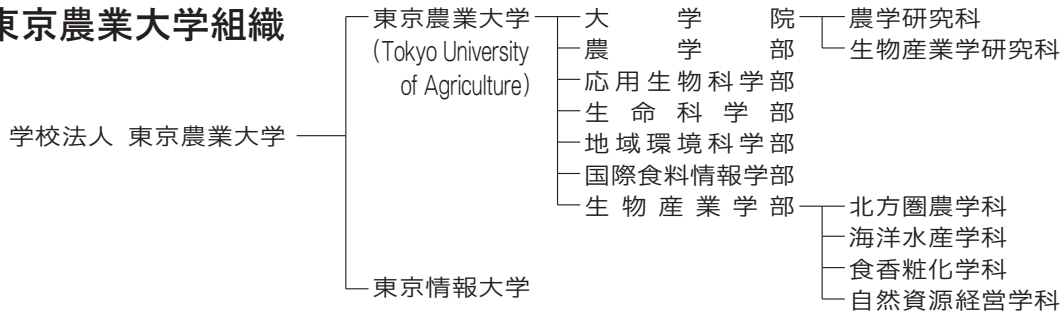 東京農業大学組織
学校法人 東京農業大学
東京農業大学
(Tokyo University
of Agriculture)
大学院
農学研究科
生物産業学研究科
農学部
応用生物科学部
生命科学部
地域環境科学部
国際食料情報学部
生物産業学部
北方圏農学科
海洋水産学科
食香粧化学科
自然資源経営学科
東京情報大学